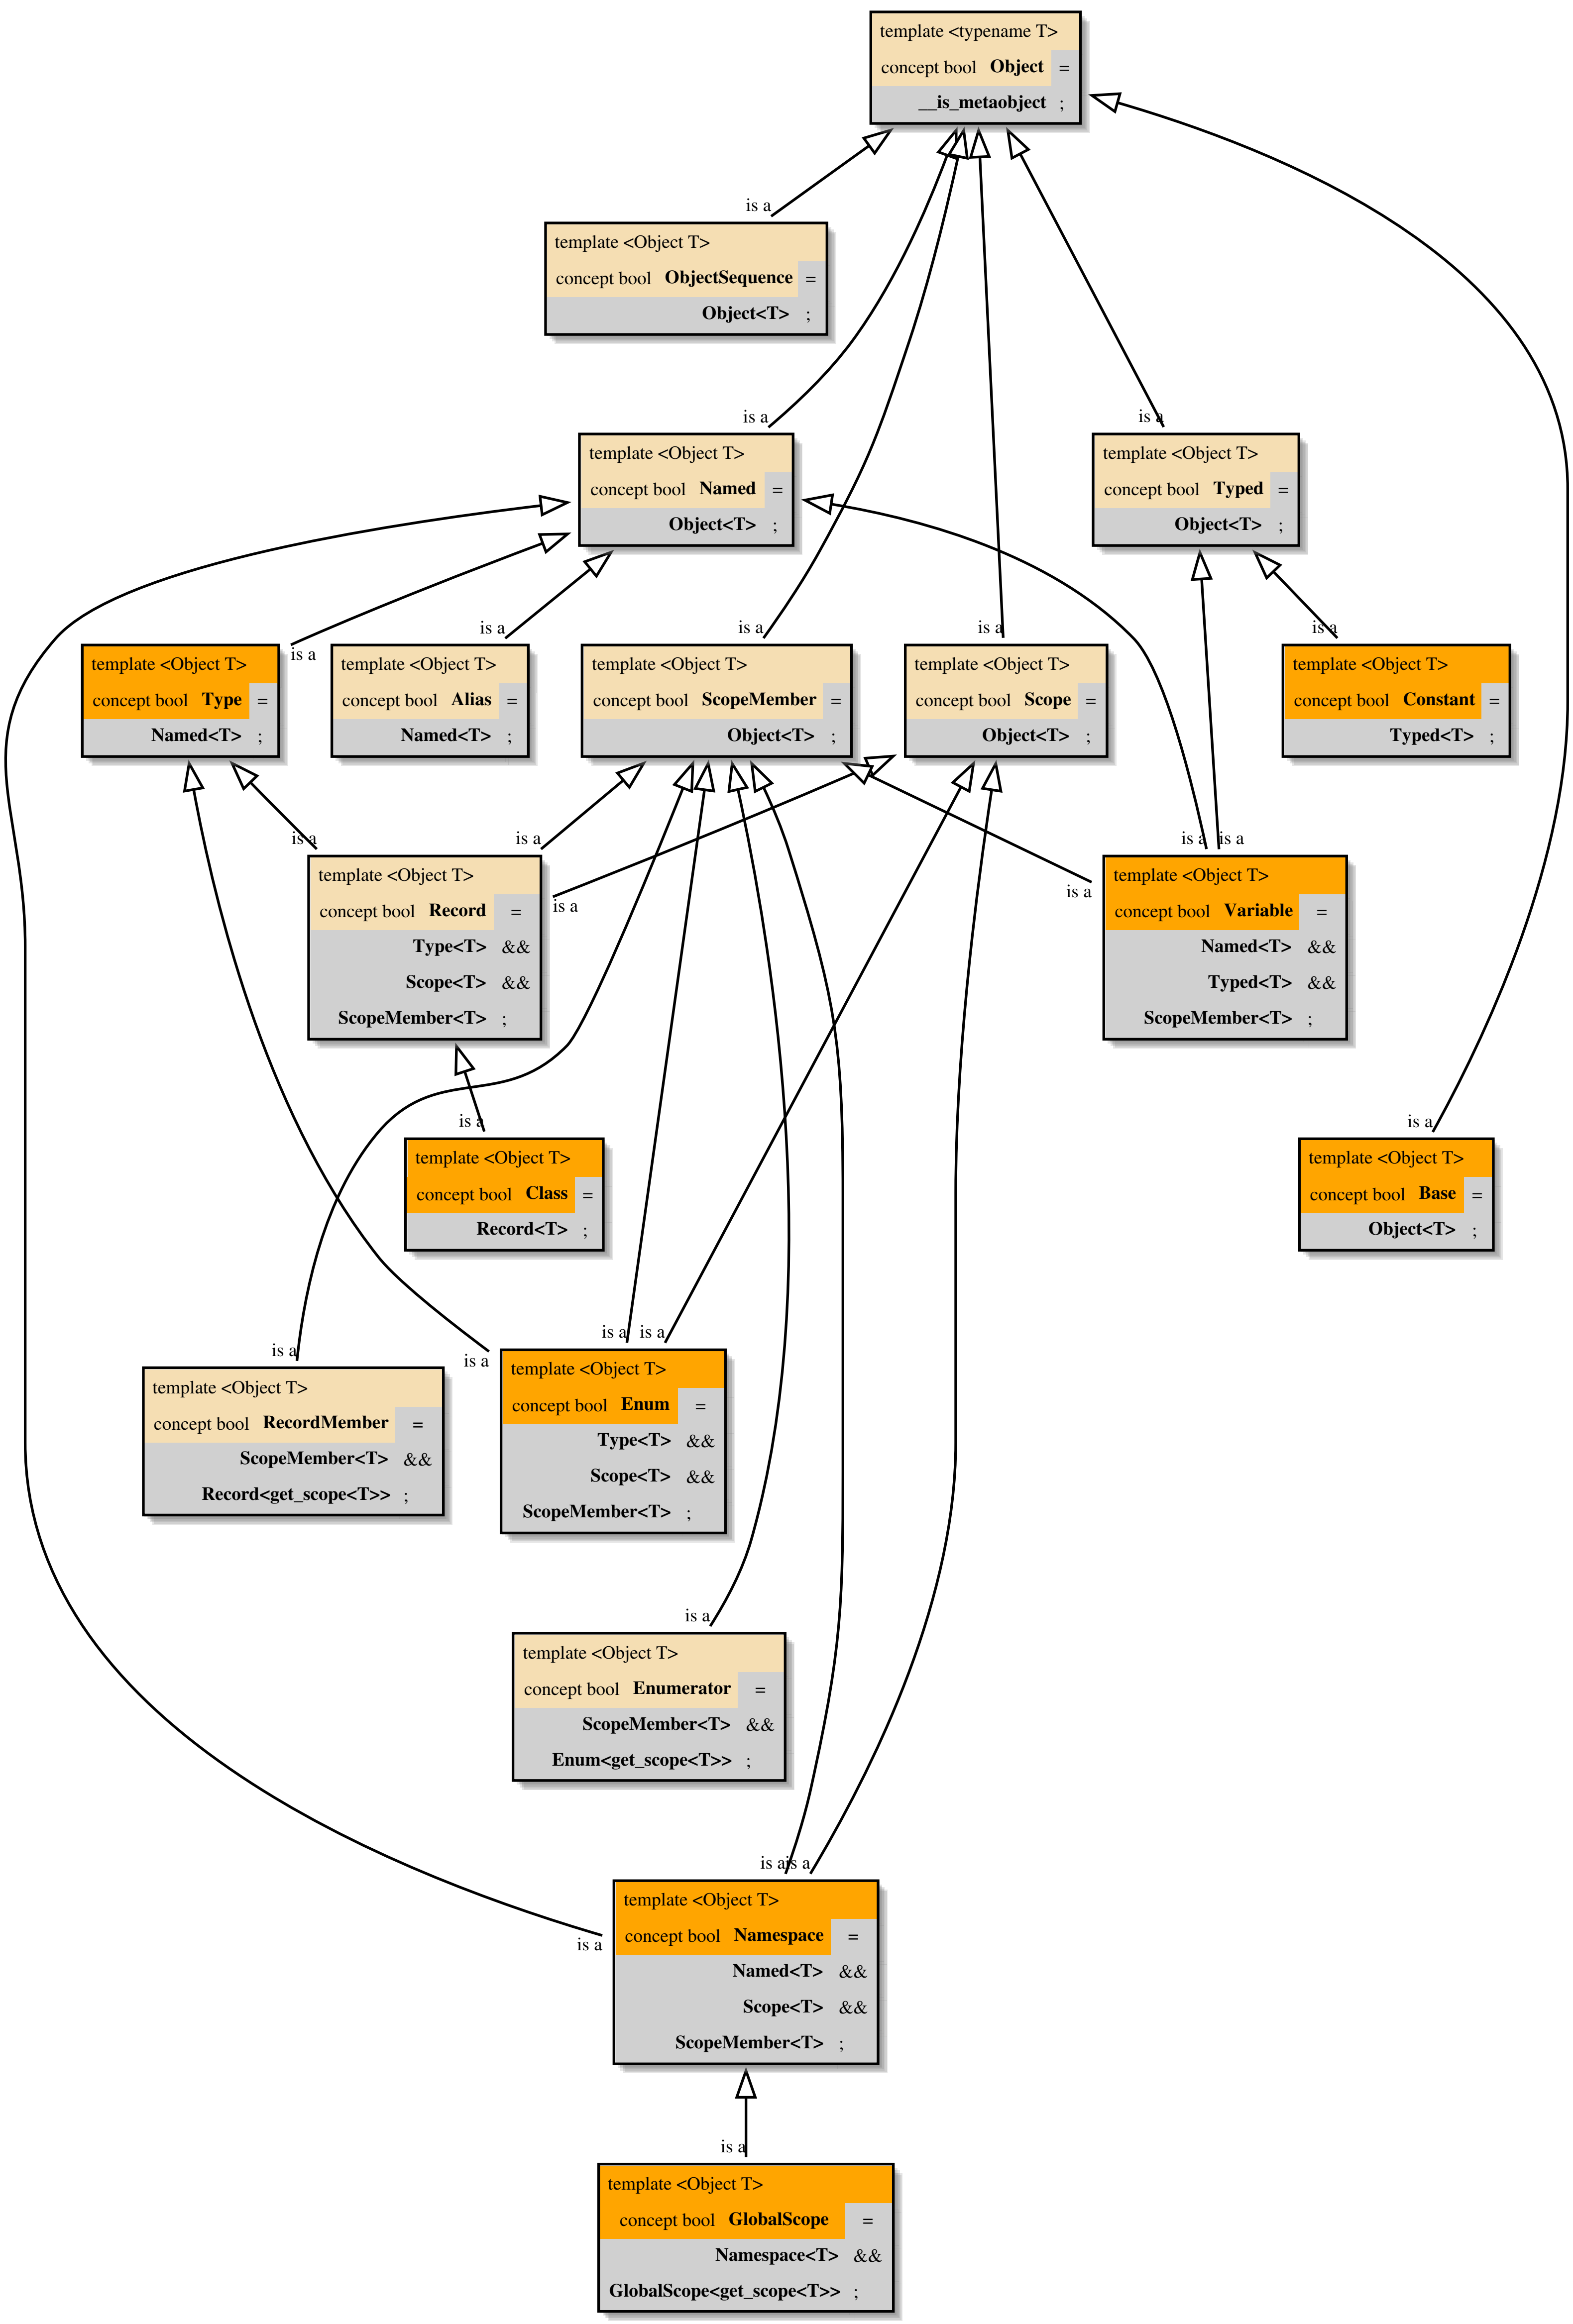 template <typename T>
concept bool Object =
__is_metaobject ;
is a
template <Object T>
concept bool ObjectSequence =
Object<T> ;
is a
is a
template <Object T>
concept bool Named =
Object<T> ;
template <Object T>
concept bool Typed =
Object<T> ;
is a
is a
is a
is a
is a
template <Object T>
concept bool Type =
Named<T> ;
template <Object T>
concept bool Alias =
Named<T> ;
template <Object T>
concept bool ScopeMember =
Object<T> ;
template <Object T>
concept bool Scope =
Object<T> ;
template <Object T>
concept bool Constant =
Typed<T> ;
is a
is a
is a
is a
is a
is a
template <Object T>
concept bool Record =
Type<T> &&
Scope<T> &&
ScopeMember<T> ;
template <Object T>
concept bool Variable =
Named<T> &&
Typed<T> &&
ScopeMember<T> ;
is a
is a
template <Object T>
concept bool Class =
Record<T> ;
template <Object T>
concept bool Base =
Object<T> ;
is a
is a
is a
is a
template <Object T>
concept bool RecordMember =
ScopeMember<T> &&
Record<get_scope<T>> ;
template <Object T>
concept bool Enum =
Type<T> &&
Scope<T> &&
ScopeMember<T> ;
is a
template <Object T>
concept bool Enumerator =
ScopeMember<T> &&
Enum<get_scope<T>> ;
is a
is a
is a
template <Object T>
concept bool Namespace =
Named<T> &&
Scope<T> &&
ScopeMember<T> ;
is a
template <Object T>
concept bool GlobalScope =
Namespace<T> &&
GlobalScope<get_scope<T>> ;